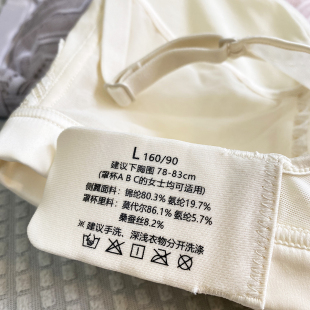 L 160/90
建议下胸围 78-83cm
(罩杯A B C的女士均可适用)
侧翼面料：锦纶80.3% 氨纶19.7%
罩杯里料：莫代尔86.1% 氨纶5.7%
桑蚕丝8.2%
※ 建议手洗，深浅衣物分开洗涤